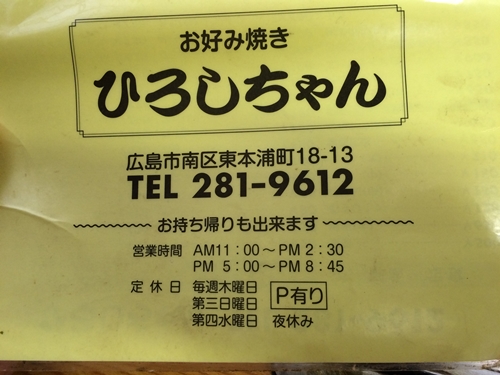 お好み焼き
ひろしちゃん
広島市南区東本浦町18-13
TEL 281-9612
お持ち帰りも出来ます
営業時間 AM11：00～PM 2：30
PM 5：00～PM 8：45
定休日 毎週木曜日
第三日曜日 P有り
第四水曜日 夜休み